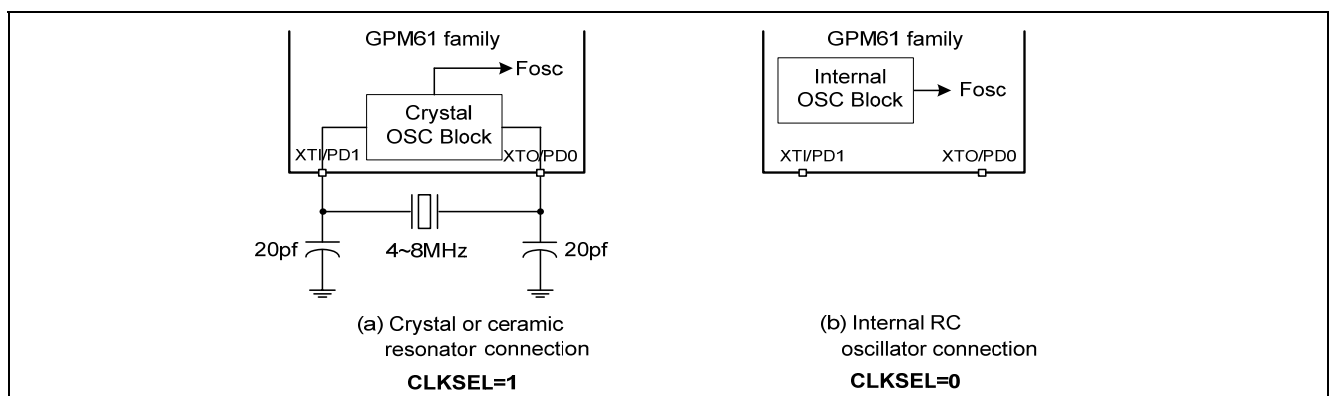 GPM61 family
Fosc
Crystal
OSC Block
XTI/PD1
XTO/PD0
20pf
4~8MHz
20pf
(a) Crystal or ceramic
resonator connection
CLKSEL=1
GPM61 family
Internal
OSC Block
Fosc
XTI/PD1
XTO/PD0
(b) Internal RC
oscillator connection
CLKSEL=0